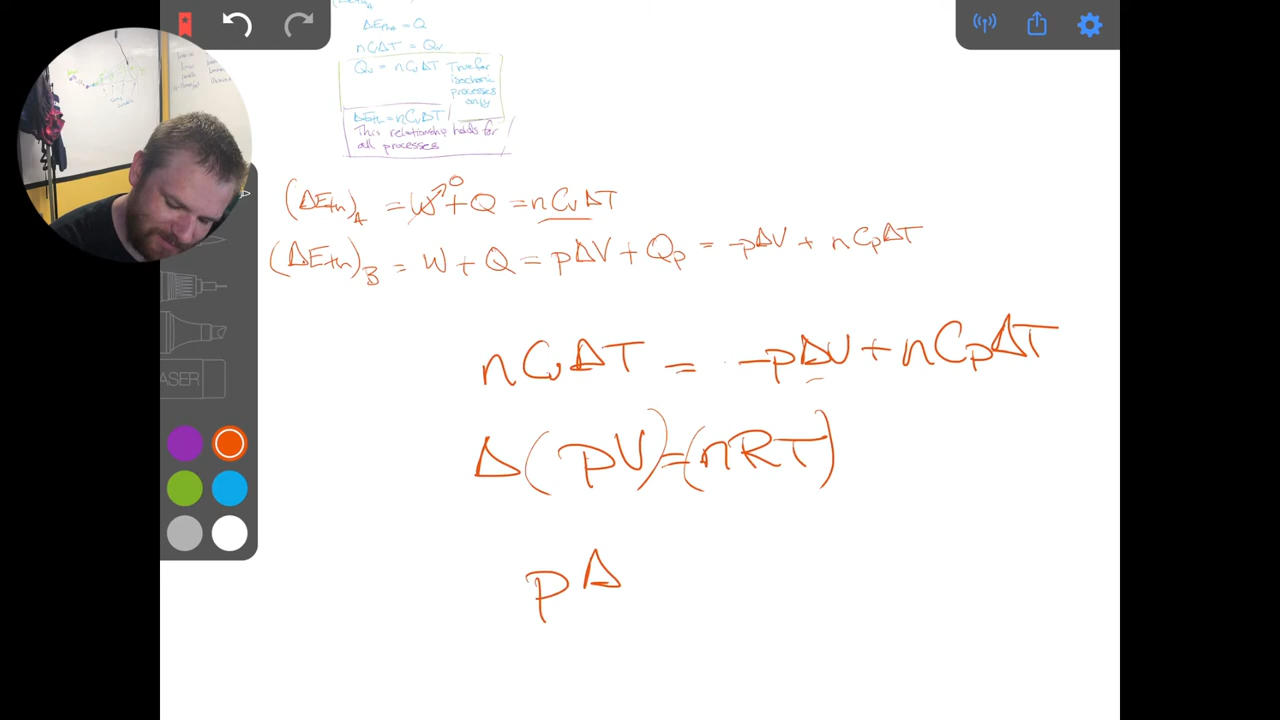 ΔEth = Q
nCvΔT = Qv
Qv = nCvΔT True for
isochoric
processes
only
ΔEth = nCvΔT
This relationship holds for
all processes
(ΔEth)A = W→0 + Q = nCvΔT
(ΔEth)B = W + Q = pΔV + Qp = -pΔV + nCpΔT
nCvΔT = -pΔV + nCpΔT
Δ(pV)=(nRT)
pΔ
ASER